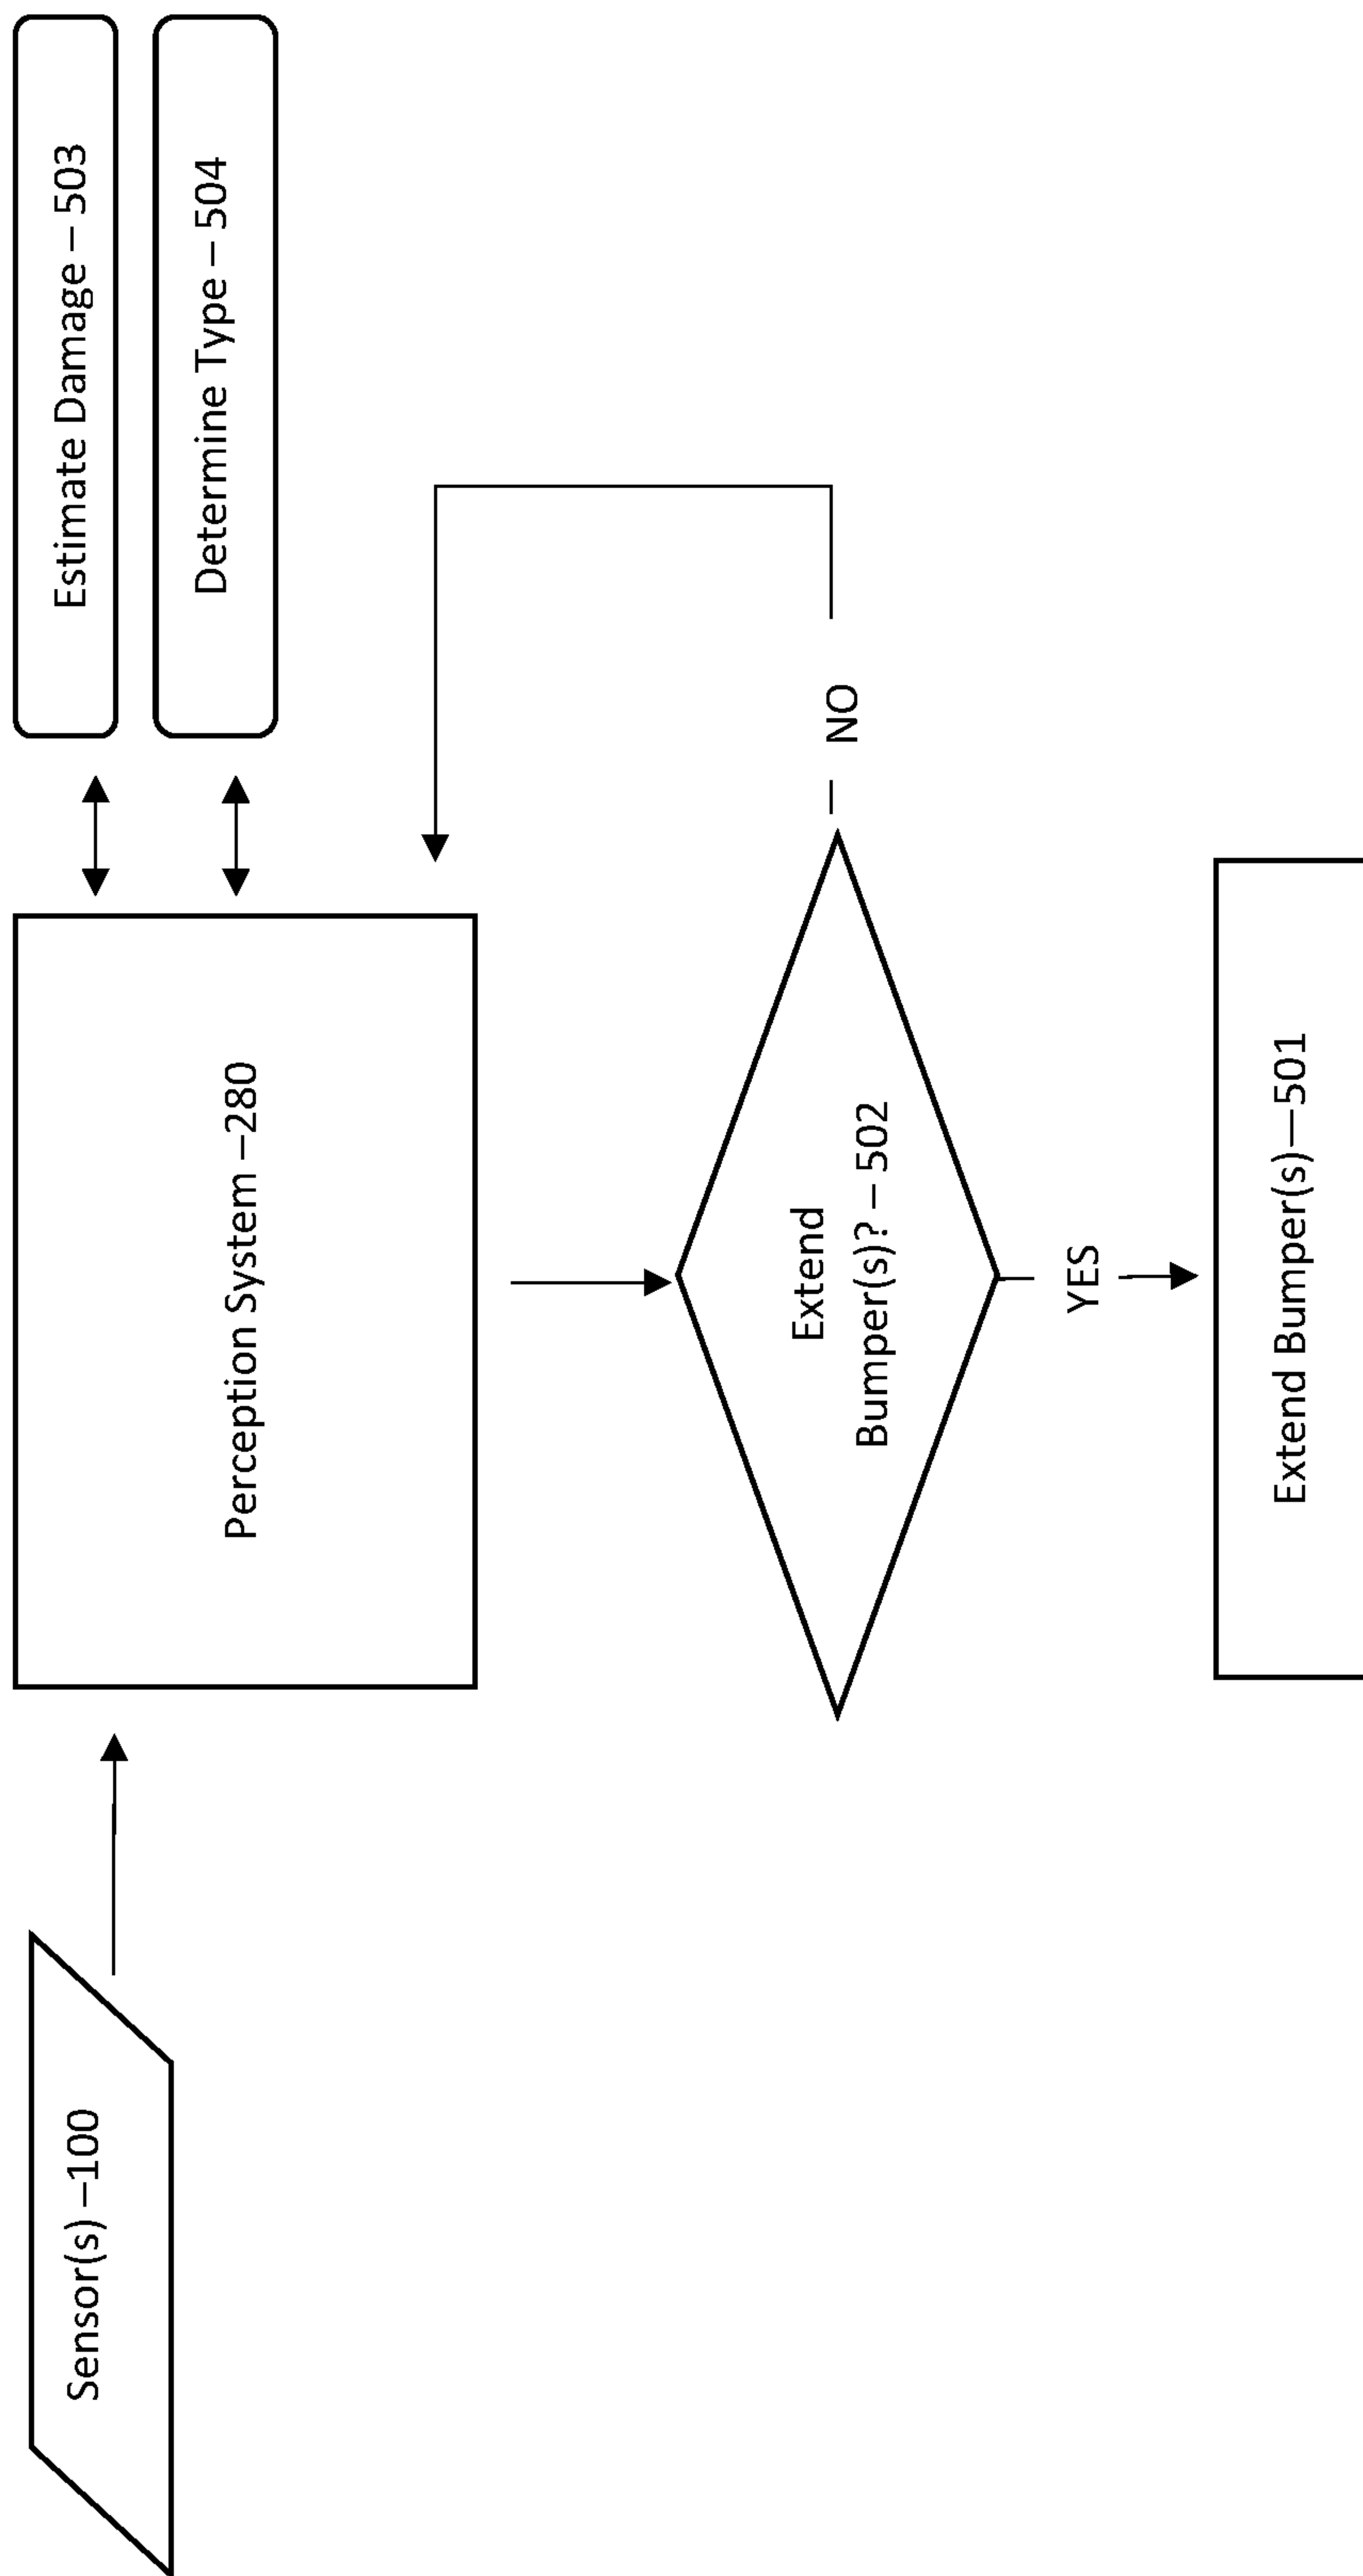 Sensor(s) –100
Perception System –280
Estimate Damage – 503
Determine Type – 504
Extend
Bumper(s)? – 502
NO
YES
Extend Bumper(s)—501